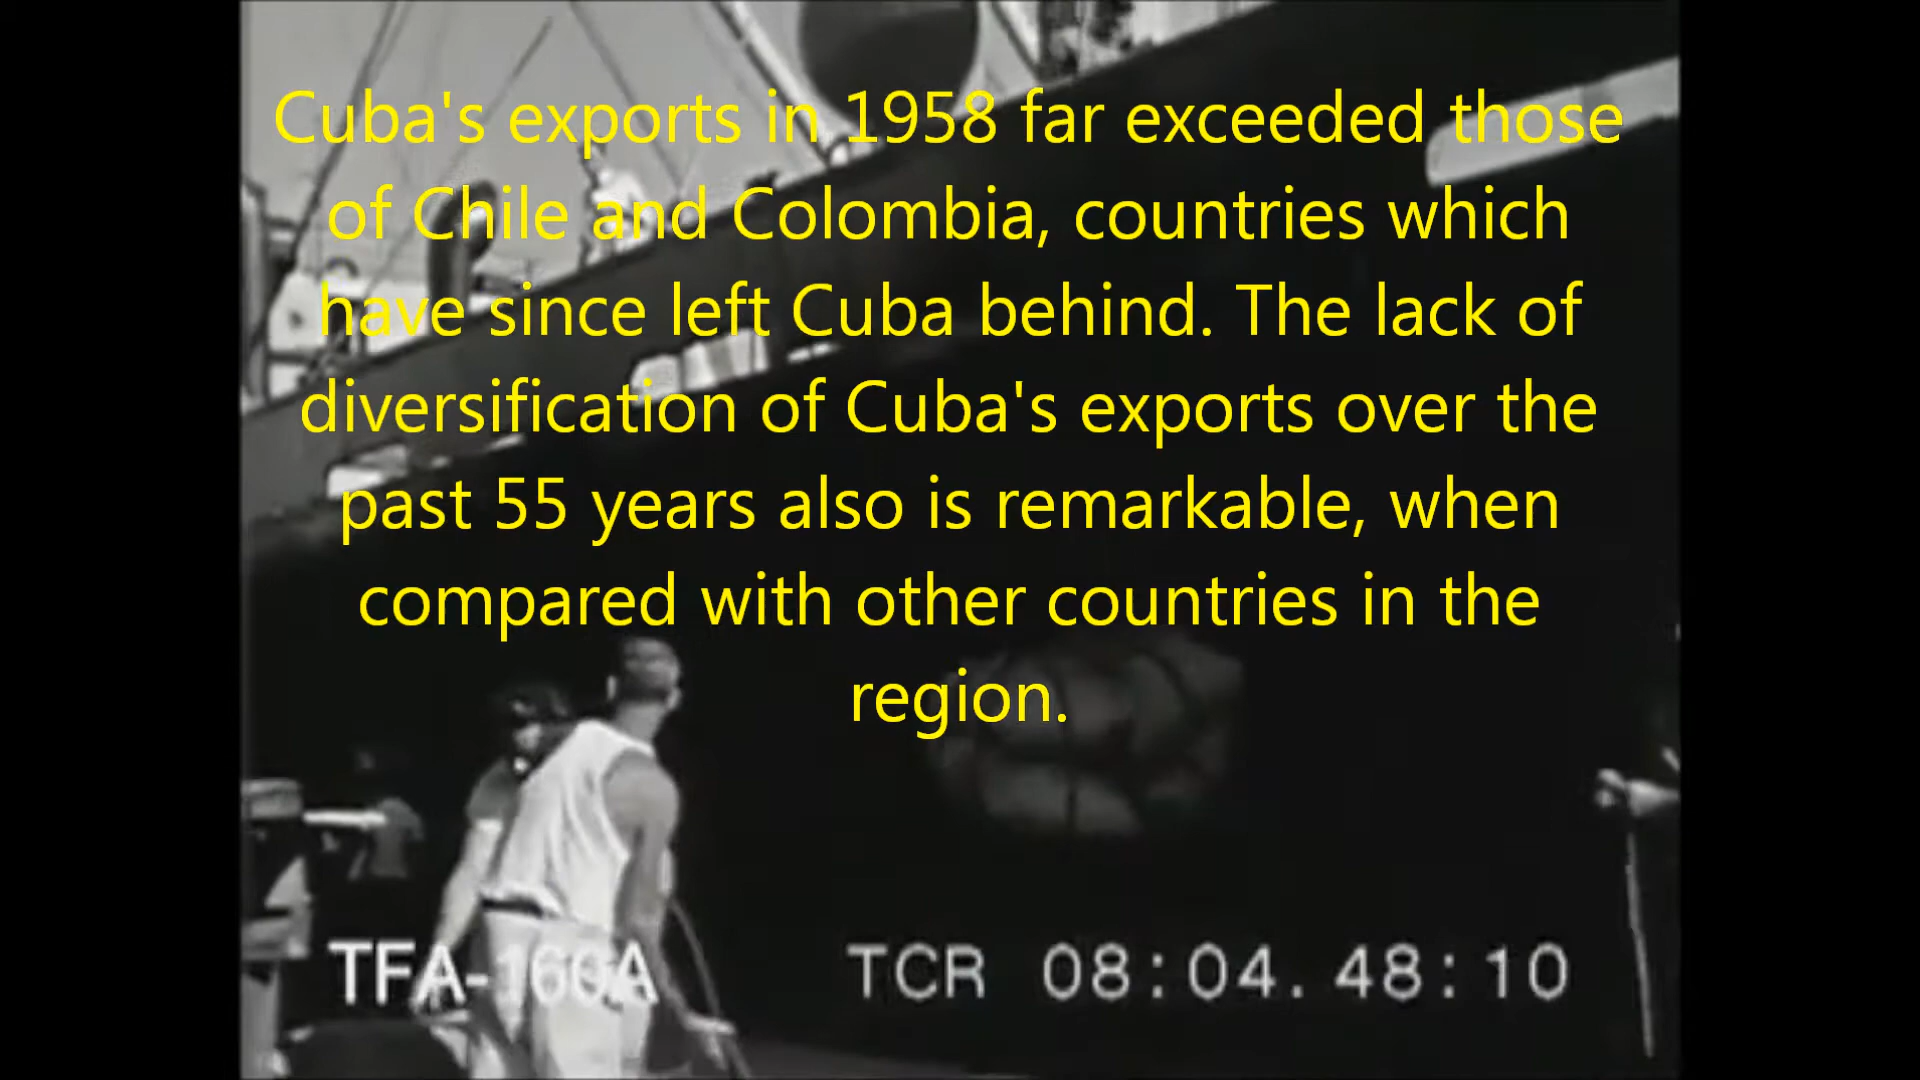 Cuba's exports in 1958 far exceeded those
of Chile and Colombia, countries which
have since left Cuba behind. The lack of
diversification of Cuba's exports over the
past 55 years also is remarkable, when
compared with other countries in the
region.
TFA-160A
TCR 08:04.48:10